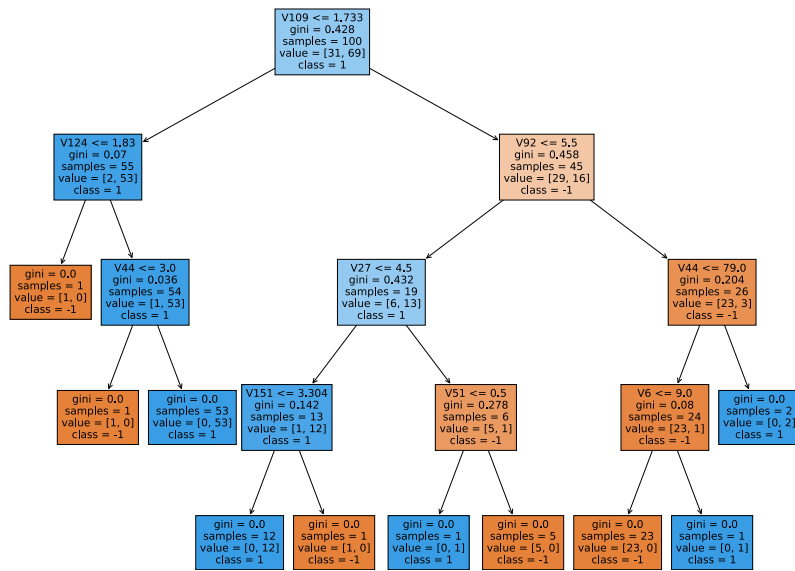 V109 <= 1.733
gini = 0.428
samples = 100
value = [31, 69]
class = 1
V124 <= 1.83
gini = 0.07
samples = 55
value = [2, 53]
class = 1
V92 <= 5.5
gini = 0.458
samples = 45
value = [29, 16]
class = -1
gini = 0.0
samples = 1
value = [1, 0]
class = -1
V44 <= 3.0
gini = 0.036
samples = 54
value = [1, 53]
class = 1
V27 <= 4.5
gini = 0.432
samples = 19
value = [6, 13]
class = 1
V44 <= 79.0
gini = 0.204
samples = 26
value = [23, 3]
class = -1
gini = 0.0
samples = 1
value = [1, 0]
class = -1
gini = 0.0
samples = 53
value = [0, 53]
class = 1
V151 <= 3.304
gini = 0.142
samples = 13
value = [1, 12]
class = 1
V51 <= 0.5
gini = 0.278
samples = 6
value = [5, 1]
class = -1
V6 <= 9.0
gini = 0.08
samples = 24
value = [23, 1]
class = -1
gini = 0.0
samples = 2
value = [0, 2]
class = 1
gini = 0.0
samples = 12
value = [0, 12]
class = 1
gini = 0.0
samples = 1
value = [1, 0]
class = -1
gini = 0.0
samples = 1
value = [0, 1]
class = 1
gini = 0.0
samples = 5
value = [5, 0]
class = -1
gini = 0.0
samples = 23
value = [23, 0]
class = -1
gini = 0.0
samples = 1
value = [0, 1]
class = 1